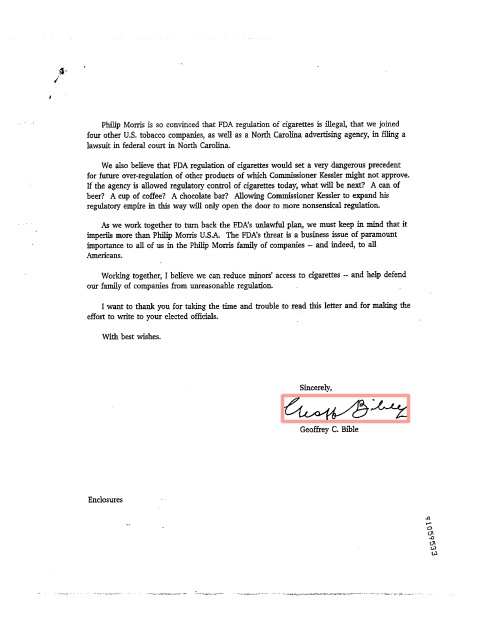 Philip Morris is so convinced that FDA regulation of cigarettes is illegal, that we joined
four other U.S. tobacco companies, as well as a North Carolina advertising agency, in filing a
lawsuit in federal court in North Carolina.
We also believe that FDA regulation of cigarettes would set a very dangerous precedent
for future over-regulation of other products of which Commissioner Kessler might not approve.
If the agency is allowed regulatory control of cigarettes today, what will be next? A can of
beer? A cup of coffee? A chocolate bar? Allowing Commissioner Kessler to expand his
regulatory empire in this way will only open the door to more nonsensical regulation.
As we work together to turn back the FDA's unlawful plan, we must keep in mind that it
imperils more than Philip Morris U.S.A. The FDA's threat is a business issue of paramount
importance to all of us in the Philip Morris family of companies -- and indeed, to all
Americans.
Working together, I believe we can reduce minors' access to cigarettes -- and help defend
our family of companies from unreasonable regulation.
I want to thank you for taking the time and trouble to read this letter and for making the
effort to write to your elected officials.
With best wishes.
Sincerely,
Geoff Bible
Geoffrey C. Bible
Enclosures
91059533